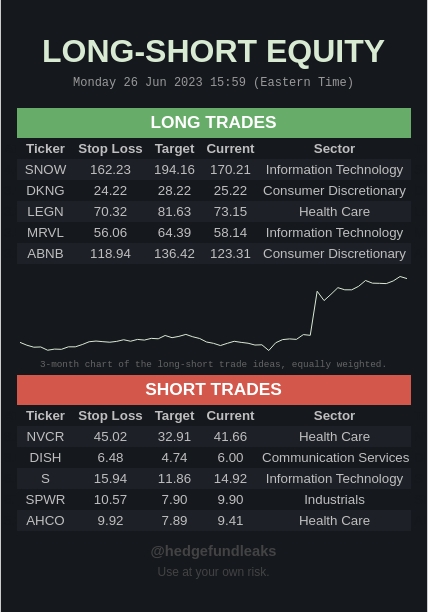 LONG-SHORT EQUITY
Monday 26 Jun 2023 15:59 (Eastern Time)
LONG TRADES
Ticker Stop Loss Target Current Sector
SNOW 162.23 194.16 170.21 Information Technology
DKNG 24.22 28.22 25.22 Consumer Discretionary
LEGN 70.32 81.63 73.15 Health Care
MRVL 56.06 64.39 58.14 Information Technology
ABNB 118.94 136.42 123.31 Consumer Discretionary
3-month chart of the long-short trade ideas, equally weighted.
SHORT TRADES
Ticker Stop Loss Target Current Sector
NVCR 45.02 32.91 41.66 Health Care
DISH 6.48 4.74 6.00 Communication Services
S 15.94 11.86 14.92 Information Technology
SPWR 10.57 7.90 9.90 Industrials
AHCO 9.92 7.89 9.41 Health Care
@hedgefundleaks
Use at your own risk.